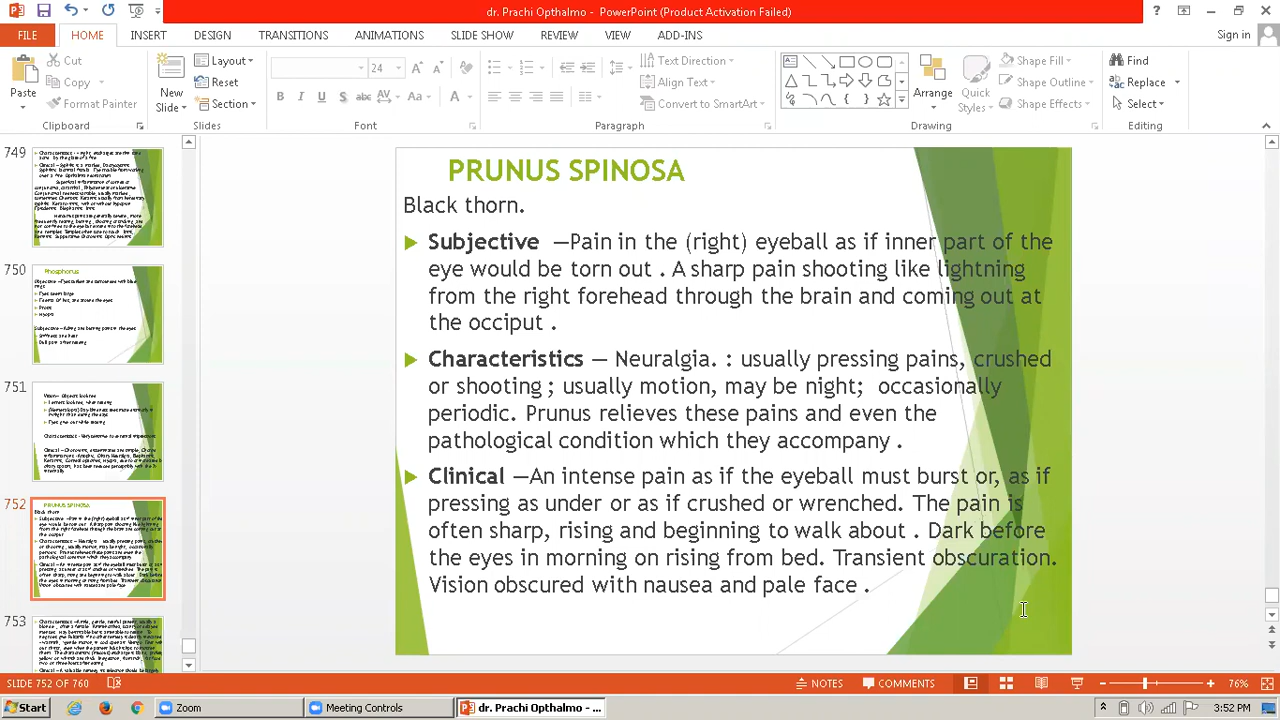 dr. Prachi Opthalmo - PowerPoint (Product Activation Failed)
FILE HOME INSERT DESIGN TRANSITIONS ANIMATIONS SLIDE SHOW REVIEW VIEW ADD-INS Sign in
Paste Cut Copy Format Painter Clipboard
New Slide Layout Reset Section Slides
24 B I U S abc AV Aa A Font
Text Direction Align Text Convert to SmartArt Paragraph
Arrange Quick Styles Shape Fill Shape Outline Shape Effects Drawing
Find Replace Select Editing
749
750
Phosphorus
751
752
PRUNUS SPINOSA
753
PRUNUS SPINOSA
Black thorn.
Subjective —Pain in the (right) eyeball as if inner part of the
eye would be torn out . A sharp pain shooting like lightning
from the right forehead through the brain and coming out at
the occiput .
Characteristics — Neuralgia. : usually pressing pains, crushed
or shooting ; usually motion, may be night; occasionally
periodic. Prunus relieves these pains and even the
pathological condition which they accompany .
Clinical —An intense pain as if the eyeball must burst or, as if
pressing as under or as if crushed or wrenched. The pain is
often sharp, rising and beginning to walk about . Dark before
the eyes in morning on rising from bed. Transient obscuration.
Vision obscured with nausea and pale face .
SLIDE 752 OF 760 NOTES COMMENTS 76%
Start Zoom Meeting Controls dr. Prachi Opthalmo - ... 3:52 PM